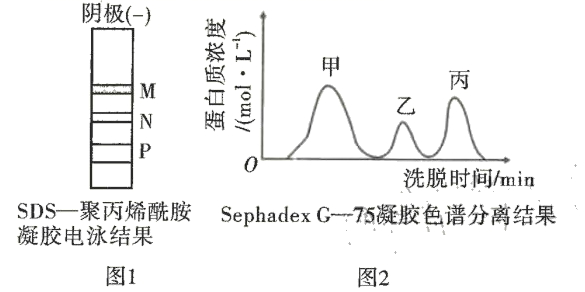 阴极(-)
M
N
P
SDS—聚丙烯酰胺
凝胶电泳结果
图1
蛋白质浓度
/(mol·L⁻¹)
甲
乙
丙
O
洗脱时间/min
Sephadex G—75凝胶色谱分离结果
图2